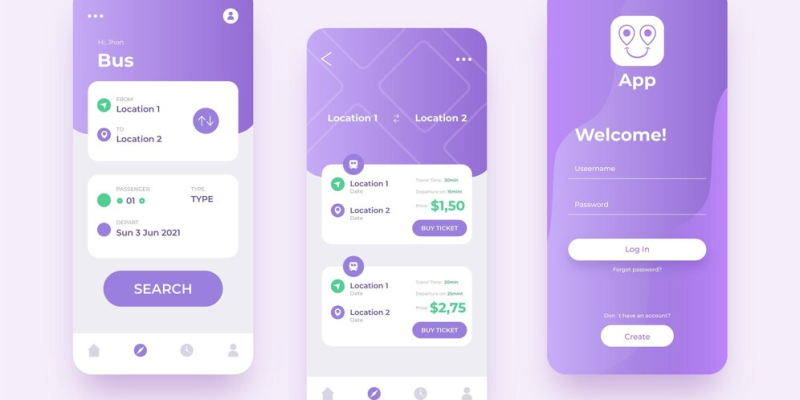 Hi, Jhon
Bus
FROM
Location 1
TO
Location 2
PASSENGER
01
TYPE
TYPE
DEPART
Sun 3 Jun 2021
SEARCH
Location 1
Location 2
Location 1
Date
Location 2
Date
Travel Time: 30min
Departure on: 15mint
Price: $1,50
BUY TICKET
Location 1
Date
Location 2
Date
Travel Time: 20min
Departure on: 25mint
Price: $2,75
BUY TICKET
App
Welcome!
Username
Password
Log In
Forgot password?
Don´t have an account?
Create